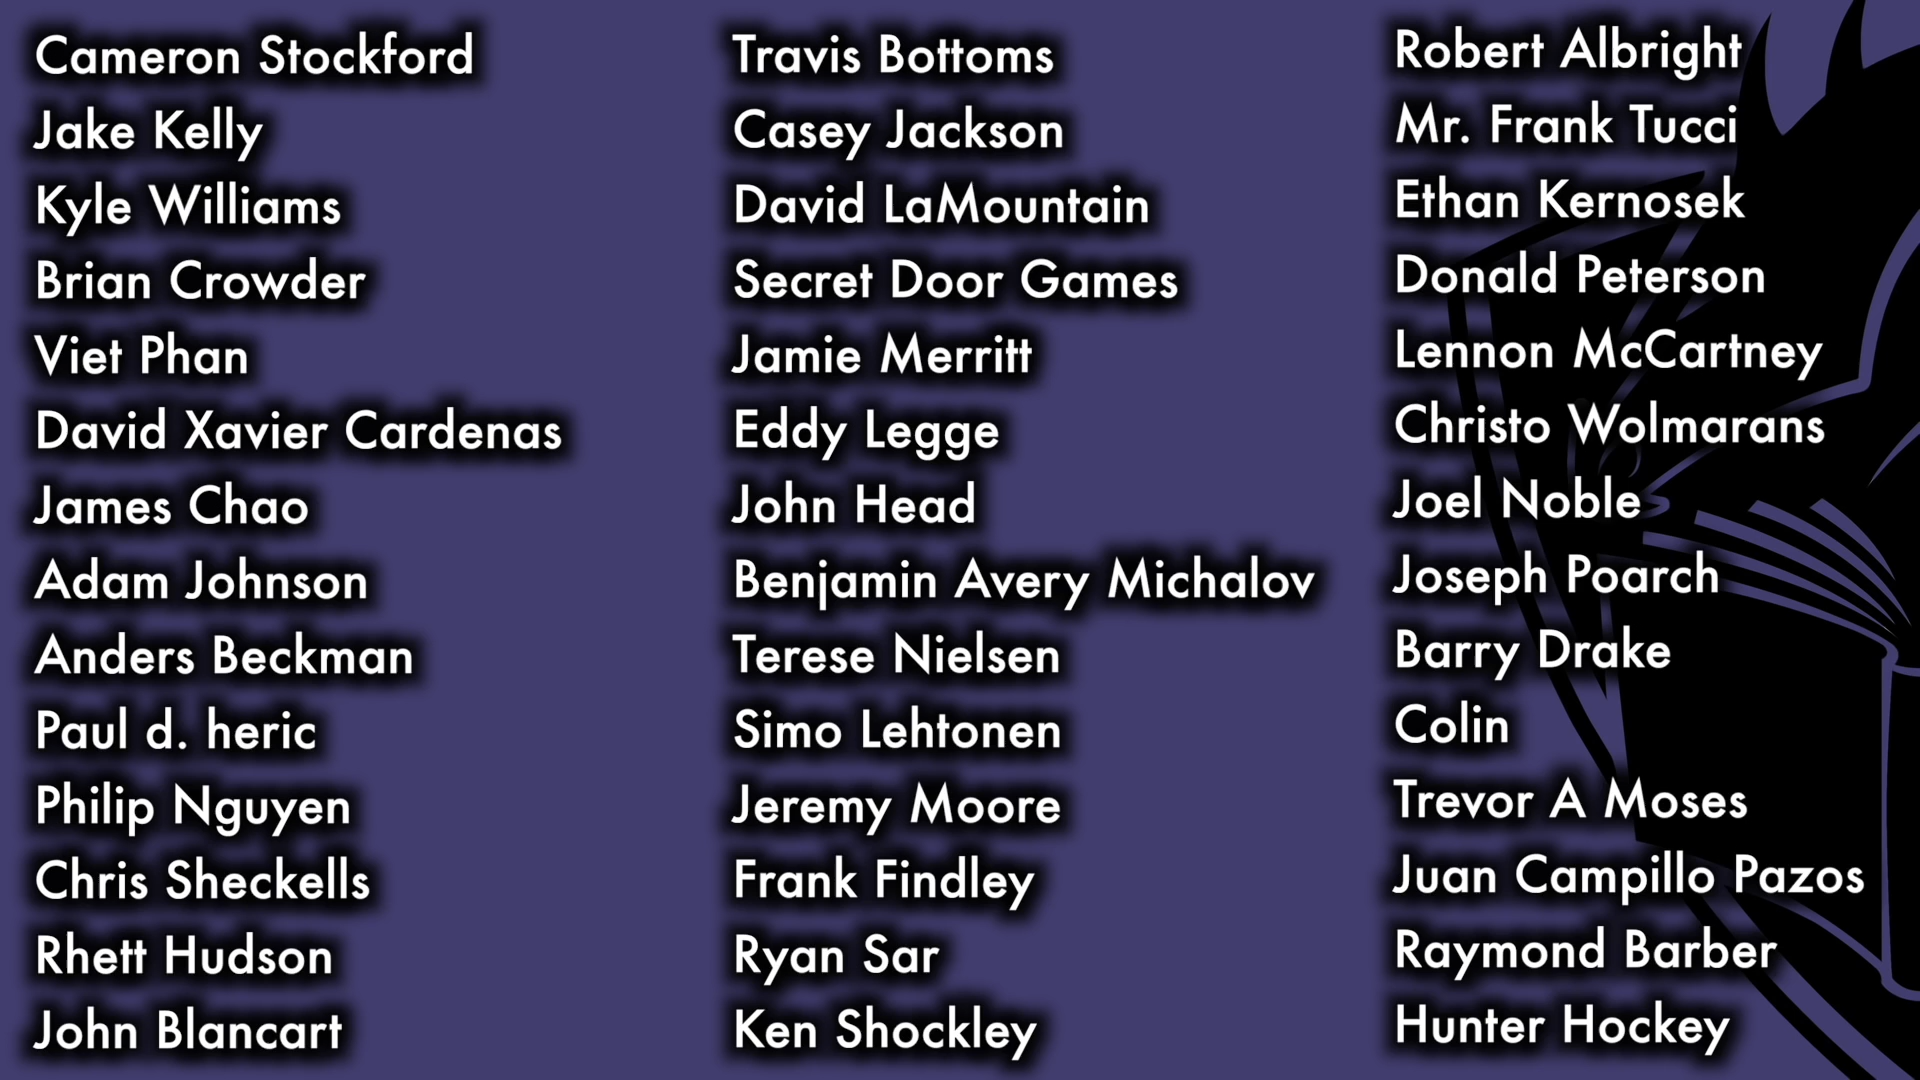 Cameron Stockford
Jake Kelly
Kyle Williams
Brian Crowder
Viet Phan
David Xavier Cardenas
James Chao
Adam Johnson
Anders Beckman
Paul d. heric
Philip Nguyen
Chris Sheckells
Rhett Hudson
John Blancart
Travis Bottoms
Casey Jackson
David LaMountain
Secret Door Games
Jamie Merritt
Eddy Legge
John Head
Benjamin Avery Michalov
Terese Nielsen
Simo Lehtonen
Jeremy Moore
Frank Findley
Ryan Sar
Ken Shockley
Robert Albright
Mr. Frank Tucci
Ethan Kernosek
Donald Peterson
Lennon McCartney
Christo Wolmarans
Joel Noble
Joseph Poarch
Barry Drake
Colin
Trevor A Moses
Juan Campillo Pazos
Raymond Barber
Hunter Hockey